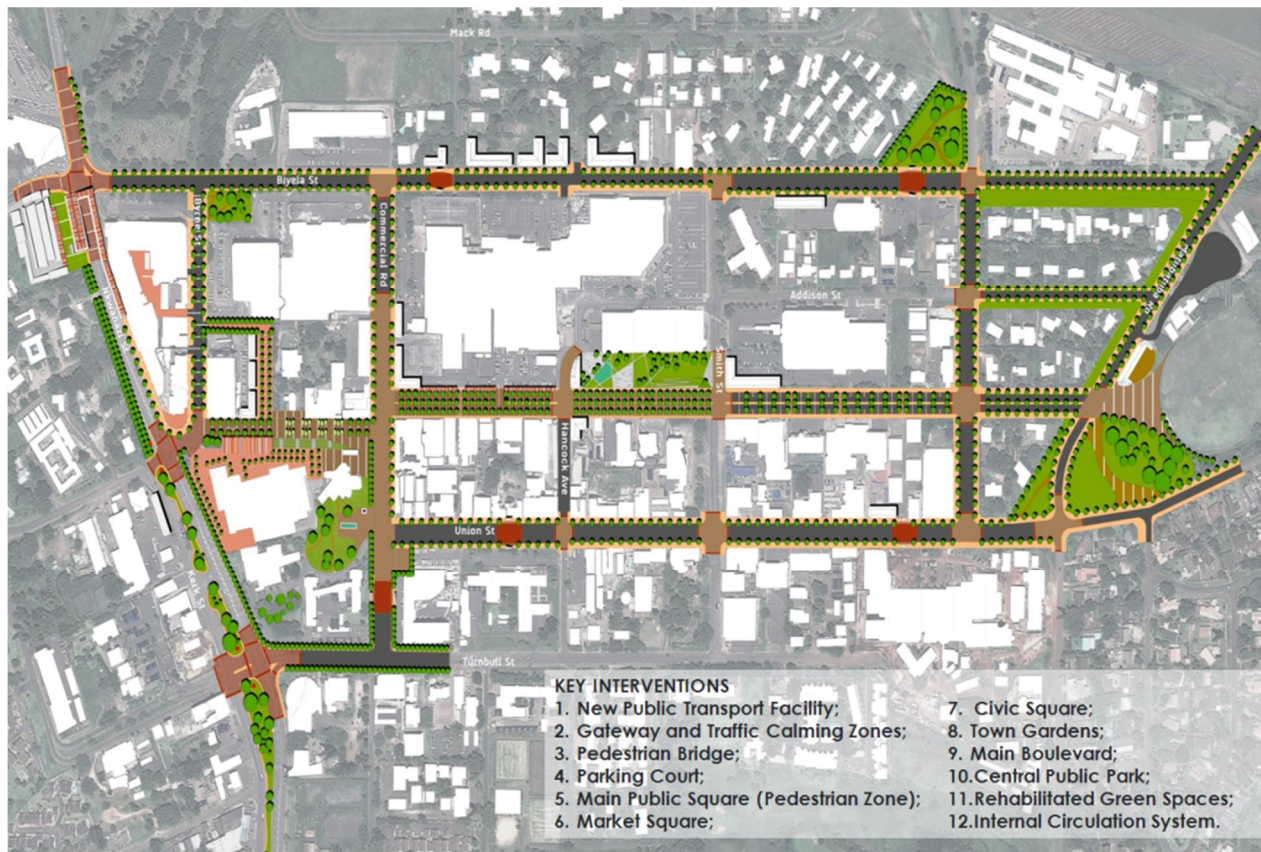 Mack Rd
Biyela St
Byrne St
Commercial Rd
Addison St
Smith St
Hancock Ave
Union St
Turnbull St
KEY INTERVENTIONS
1. New Public Transport Facility;
2. Gateway and Traffic Calming Zones;
3. Pedestrian Bridge;
4. Parking Court;
5. Main Public Square (Pedestrian Zone);
6. Market Square;
7. Civic Square;
8. Town Gardens;
9. Main Boulevard;
10.Central Public Park;
11.Rehabilitated Green Spaces;
12.Internal Circulation System.